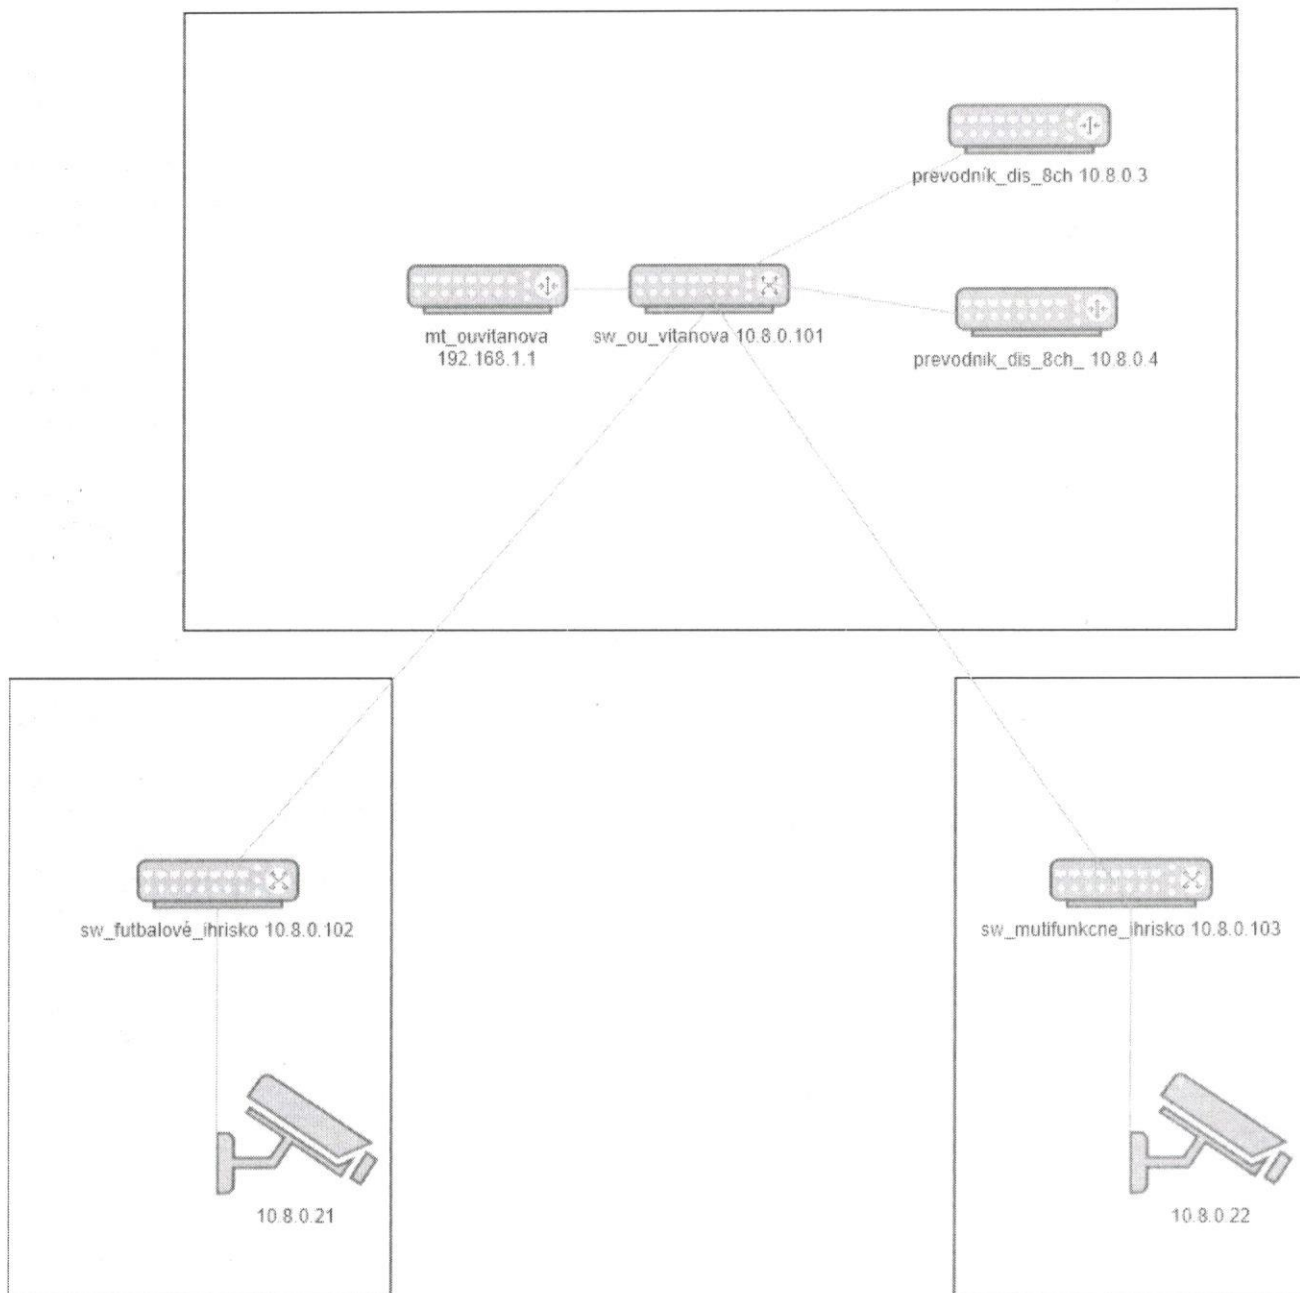 prevodník_dis_8ch 10.8.0.3
mt_ouvitanova
192.168.1.1
sw_ou_vitanova 10.8.0.101
prevodník_dis_8ch_ 10.8.0.4
sw_futbalové_ihrisko 10.8.0.102
sw_mutifunkcne_ihrisko 10.8.0.103
10.8.0.21
10.8.0.22